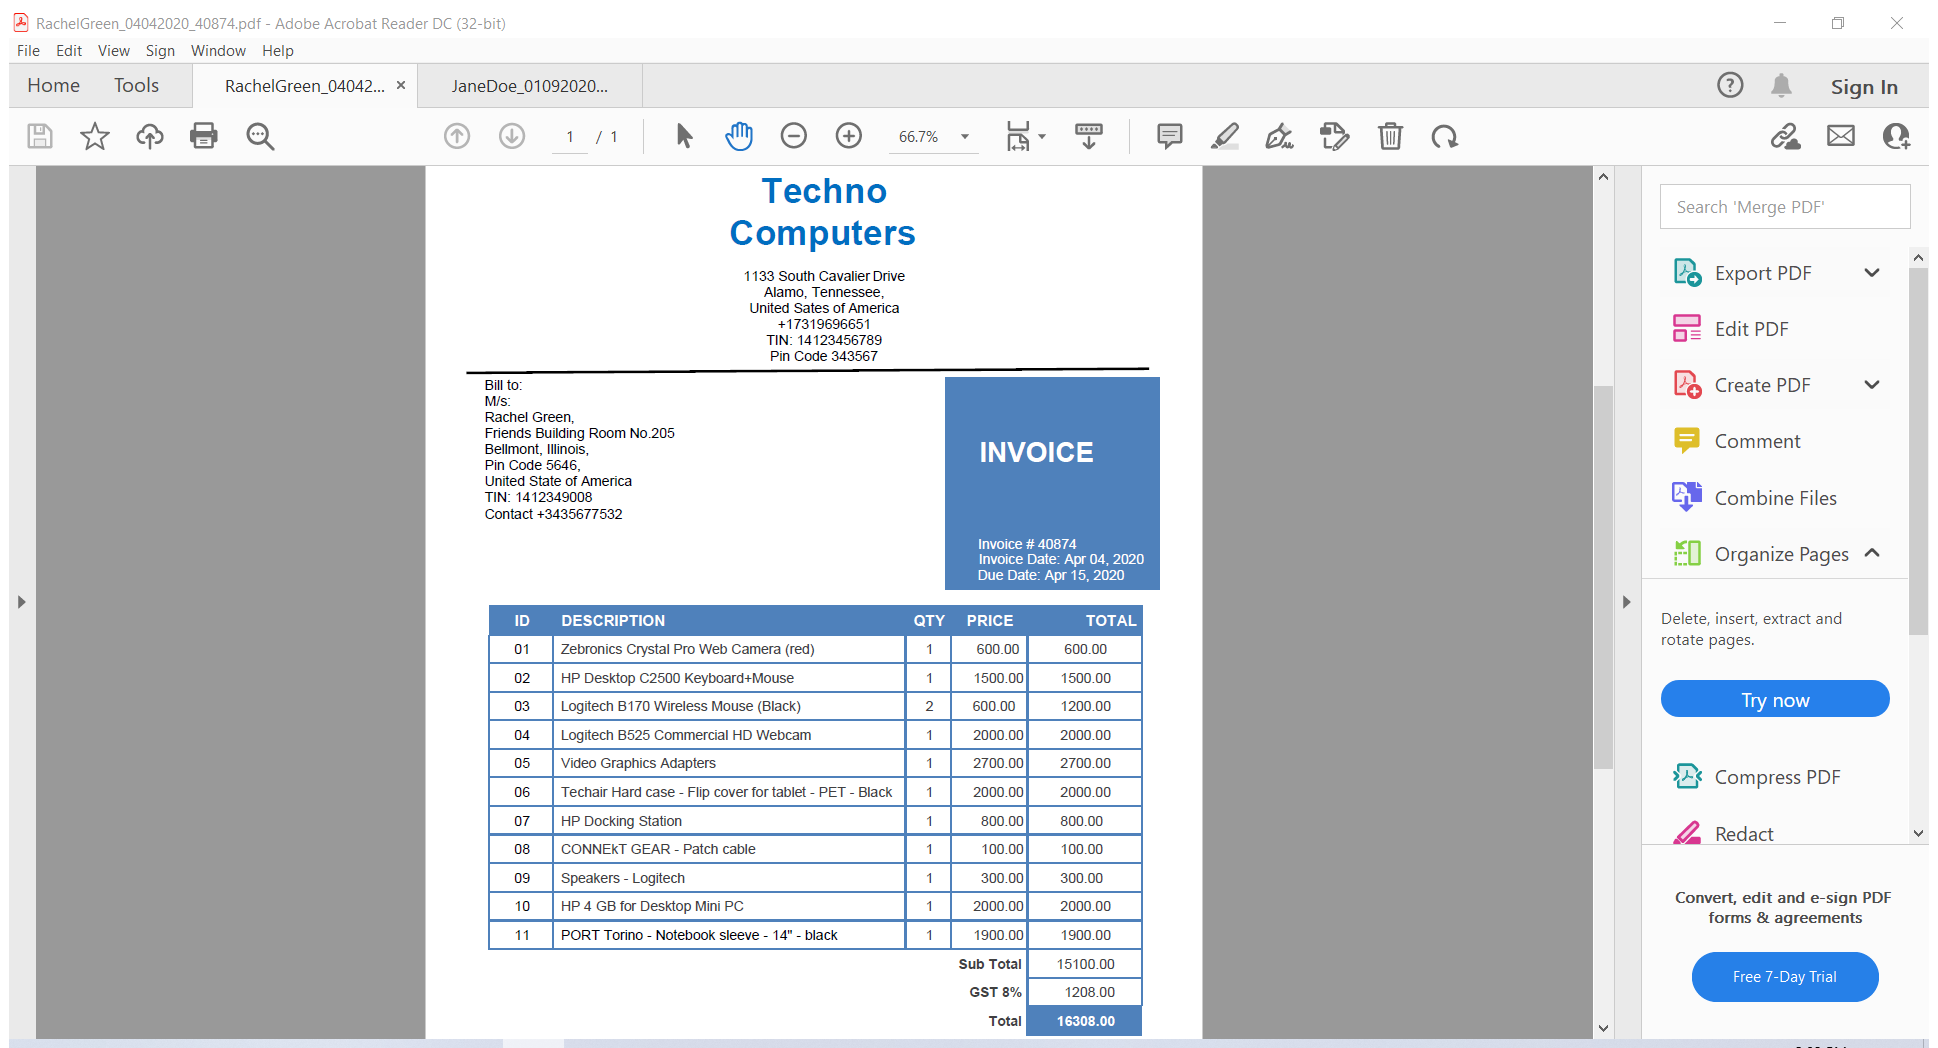 RachelGreen_04042020_40874.pdf - Adobe Acrobat Reader DC (32-bit)
File Edit View Sign Window Help
Home Tools RachelGreen_04042... × JaneDoe_01092020... Sign In
1 / 1 66.7%
Techno
Computers
1133 South Cavalier Drive
Alamo, Tennessee,
United Sates of America
+17319696651
TIN: 14123456789
Pin Code 343567
Bill to:
M/s:
Rachel Green,
Friends Building Room No.205
Bellmont, Illinois,
Pin Code 5646,
United State of America
TIN: 1412349008
Contact +3435677532
INVOICE
Invoice # 40874
Invoice Date: Apr 04, 2020
Due Date: Apr 15, 2020
ID DESCRIPTION QTY PRICE TOTAL
01 Zebronics Crystal Pro Web Camera (red) 1 600.00 600.00
02 HP Desktop C2500 Keyboard+Mouse 1 1500.00 1500.00
03 Logitech B170 Wireless Mouse (Black) 2 600.00 1200.00
04 Logitech B525 Commercial HD Webcam 1 2000.00 2000.00
05 Video Graphics Adapters 1 2700.00 2700.00
06 Techair Hard case - Flip cover for tablet - PET - Black 1 2000.00 2000.00
07 HP Docking Station 1 800.00 800.00
08 CONNEkT GEAR - Patch cable 1 100.00 100.00
09 Speakers - Logitech 1 300.00 300.00
10 HP 4 GB for Desktop Mini PC 1 2000.00 2000.00
11 PORT Torino - Notebook sleeve - 14" - black 1 1900.00 1900.00
Sub Total 15100.00
GST 8% 1208.00
Total 16308.00
Search 'Merge PDF'
Export PDF
Edit PDF
Create PDF
Comment
Combine Files
Organize Pages
Delete, insert, extract and
rotate pages.
Try now
Compress PDF
Redact
Convert, edit and e-sign PDF
forms & agreements
Free 7-Day Trial